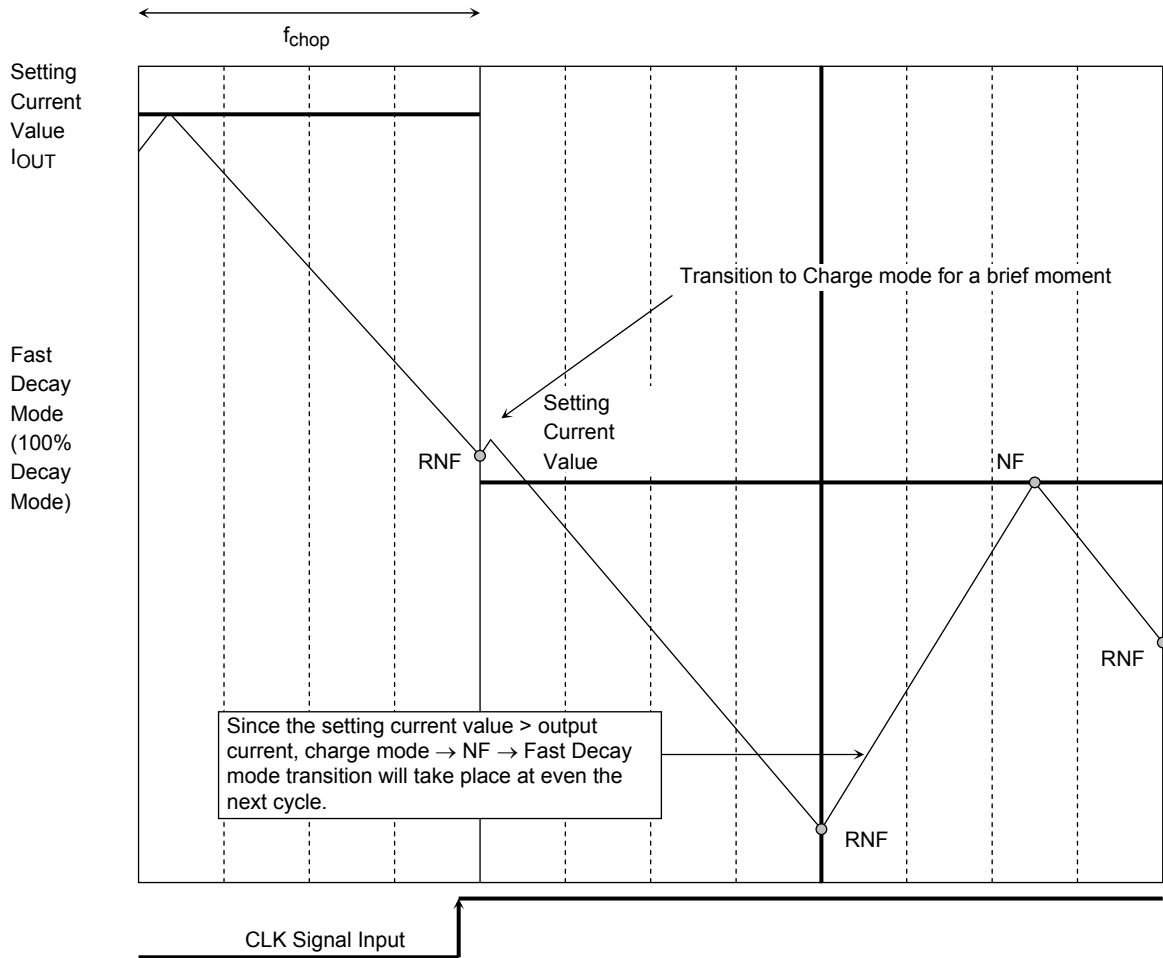 fchop
Setting
Current
Value
IOUT
Transition to Charge mode for a brief moment
Fast
Decay
Mode
(100%
Decay
Mode)
Setting
Current
Value
RNF
NF
RNF
Since the setting current value > output
current, charge mode → NF → Fast Decay
mode transition will take place at even the
next cycle.
RNF
CLK Signal Input